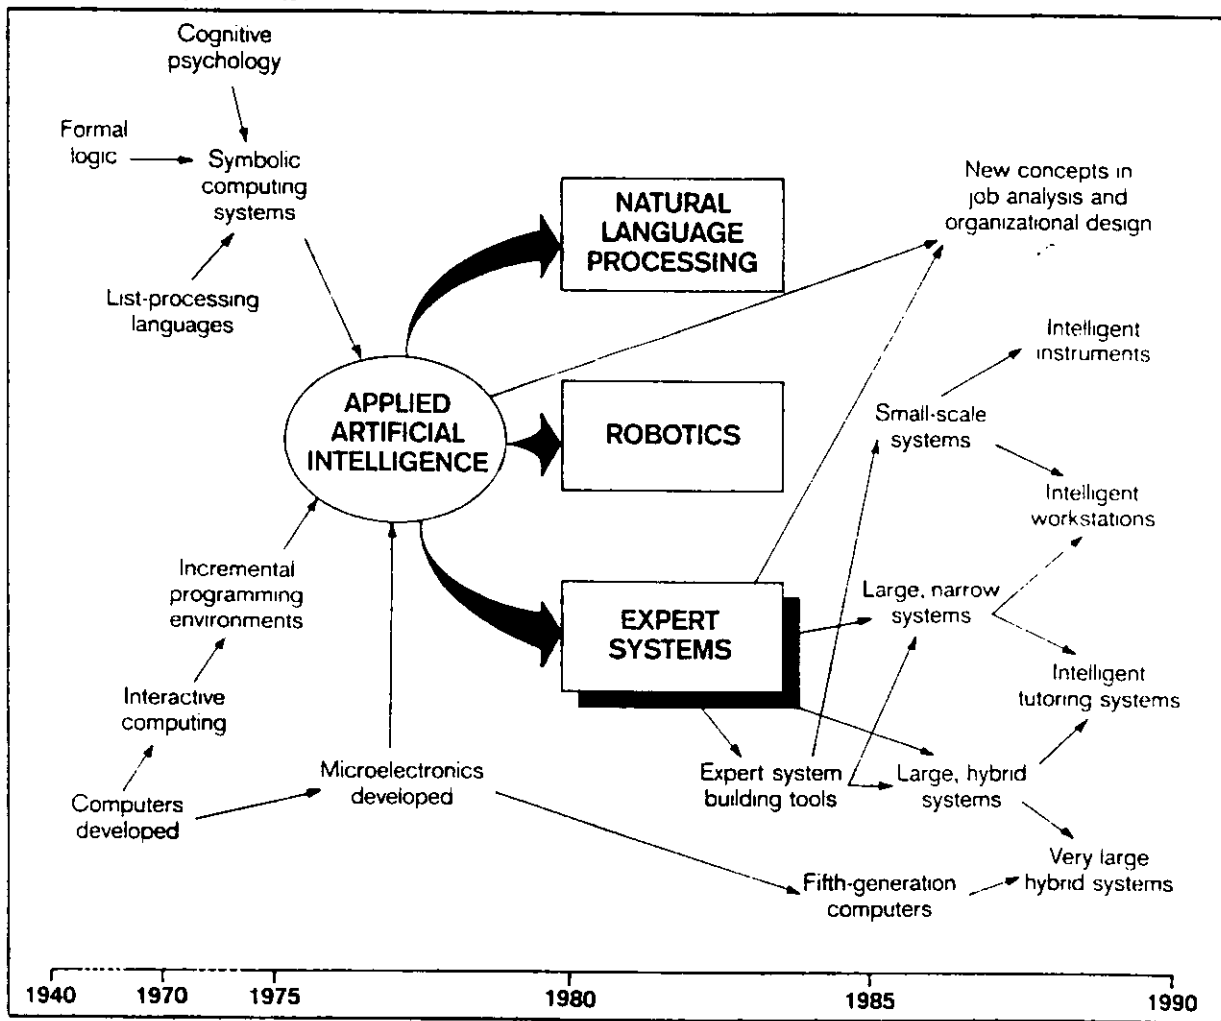 Cognitive
psychology
Formal
logic
Symbolic
computing
systems
List-processing
languages
NATURAL
LANGUAGE
PROCESSING
New concepts in
job analysis and
organizational design
Intelligent
instruments
APPLIED
ARTIFICIAL
INTELLIGENCE
ROBOTICS
Small-scale
systems
Intelligent
workstations
Incremental
programming
environments
EXPERT
SYSTEMS
Large, narrow
systems
Intelligent
tutoring systems
Interactive
computing
Microelectronics
developed
Computers
developed
Expert system
building tools
Large, hybrid
systems
Very large
hybrid systems
Fifth-generation
computers
1940 1970 1975 1980 1985 1990